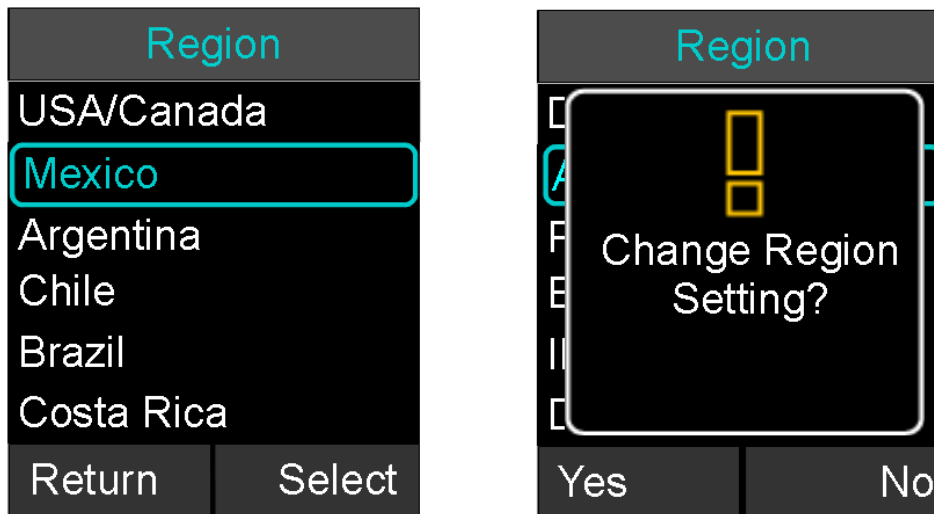 Region
USA/Canada
Mexico
Argentina
Chile
Brazil
Costa Rica
Return Select
Region
Change Region
Setting?
Yes No